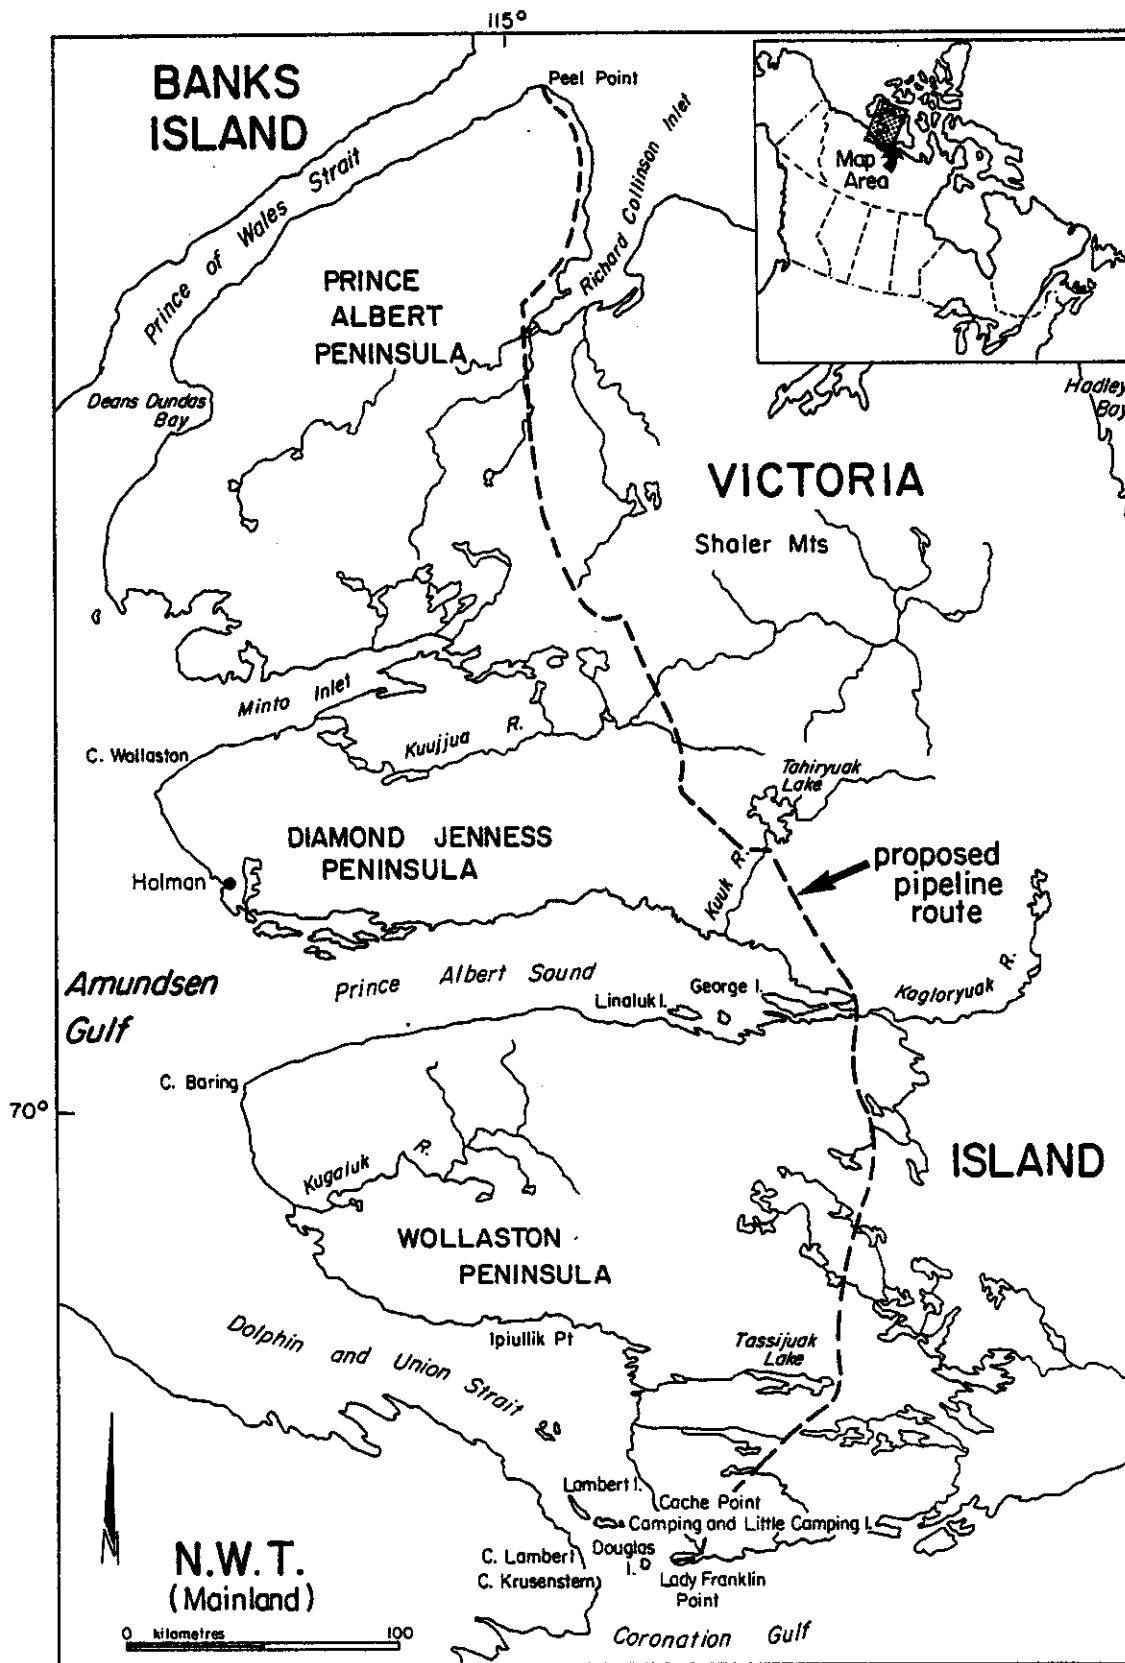 115°
BANKS
ISLAND
Peel Point
Map
Area
Prince of Wales Strait
Richard Collinson Inlet
PRINCE
ALBERT
PENINSULA
Deans Dundas
Bay
Hadley
Bay
VICTORIA
Shaler Mts
Minto Inlet
Kuujjua R.
C. Wollaston
Tahiryuak
Lake
DIAMOND JENNESS
PENINSULA
Holman
Kuuk R.
proposed
pipeline
route
Amundsen
Gulf
Prince Albert Sound
George I.
Linaluk I.
Kagloryuak R.
C. Baring
70°
Kugaluk R.
ISLAND
WOLLASTON
PENINSULA
Ipiullik Pt
Dolphin and Union Strait
Tassijuak
Lake
Lambert I.
Cache Point
Camping and Little Camping I.
Douglas
I.
C. Lambert
C. Krusenstern
Lady Franklin
Point
N
N.W.T.
(Mainland)
0 kilometres 100
Coronation Gulf